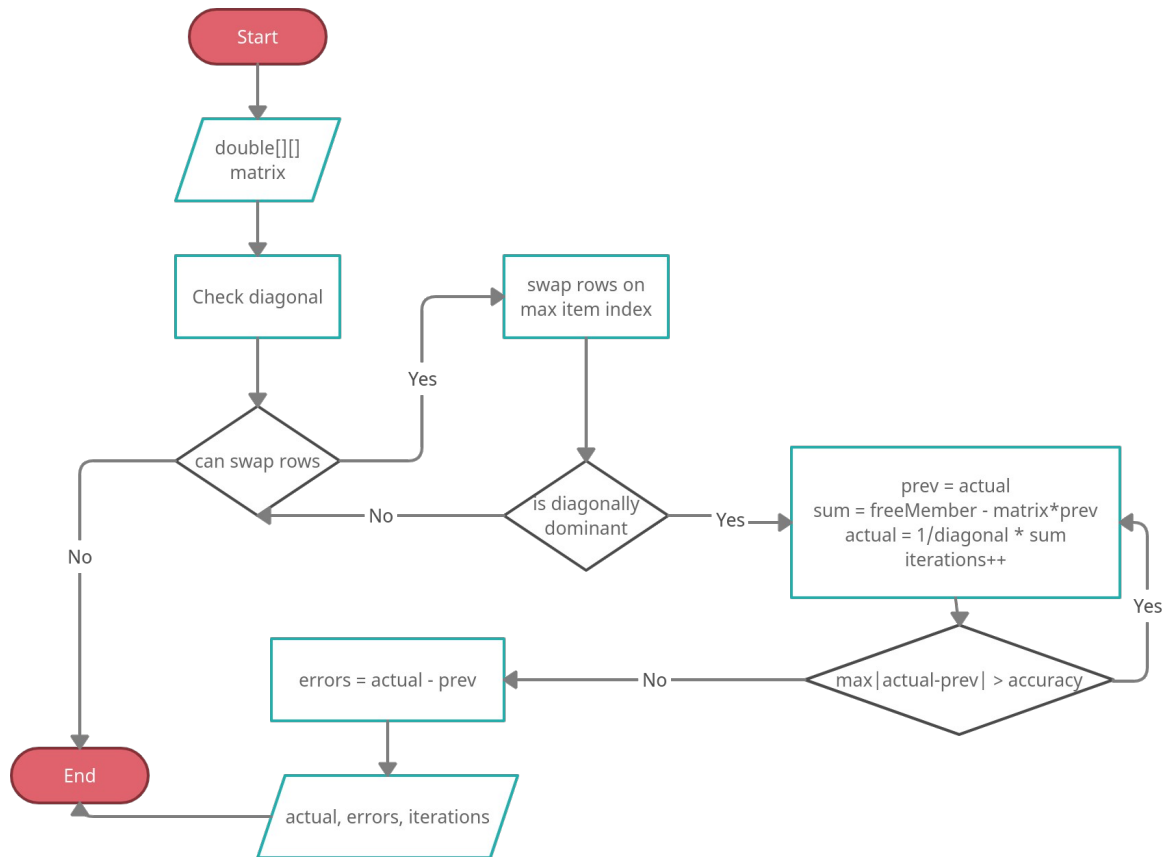 Start
double[][]
matrix
Check diagonal
swap rows on
max item index
Yes
can swap rows
is diagonally
dominant
No
Yes
No
prev = actual
sum = freeMember - matrix*prev
actual = 1/diagonal * sum
iterations++
Yes
max|actual-prev| > accuracy
No
errors = actual - prev
actual, errors, iterations
End